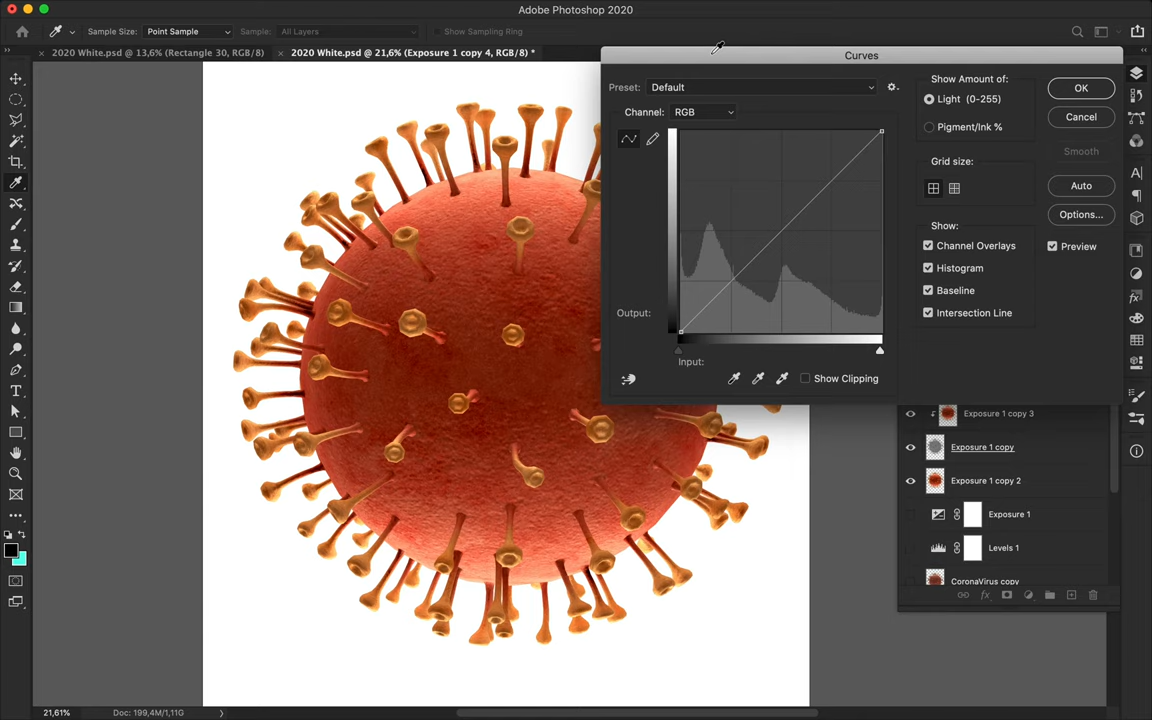 Adobe Photoshop 2020
Sample Size: Point Sample Sample: All Layers Show Sampling Ring
2020 White.psd @ 13,6% (Rectangle 30, RGB/8) 2020 White.psd @ 21,6% (Exposure 1 copy 4, RGB/8) *
Curves
Preset: Default
Channel: RGB
Output:
Input:
Show Clipping
Show Amount of:
Light (0-255)
Pigment/Ink %
Grid size:
Show:
Channel Overlays
Histogram
Baseline
Intersection Line
OK
Cancel
Smooth
Auto
Options...
Preview
Exposure 1 copy 3
Exposure 1 copy
Exposure 1 copy 2
Exposure 1
Levels 1
CoronaVirus copy
21,61% Doc: 199,4M/1,11G